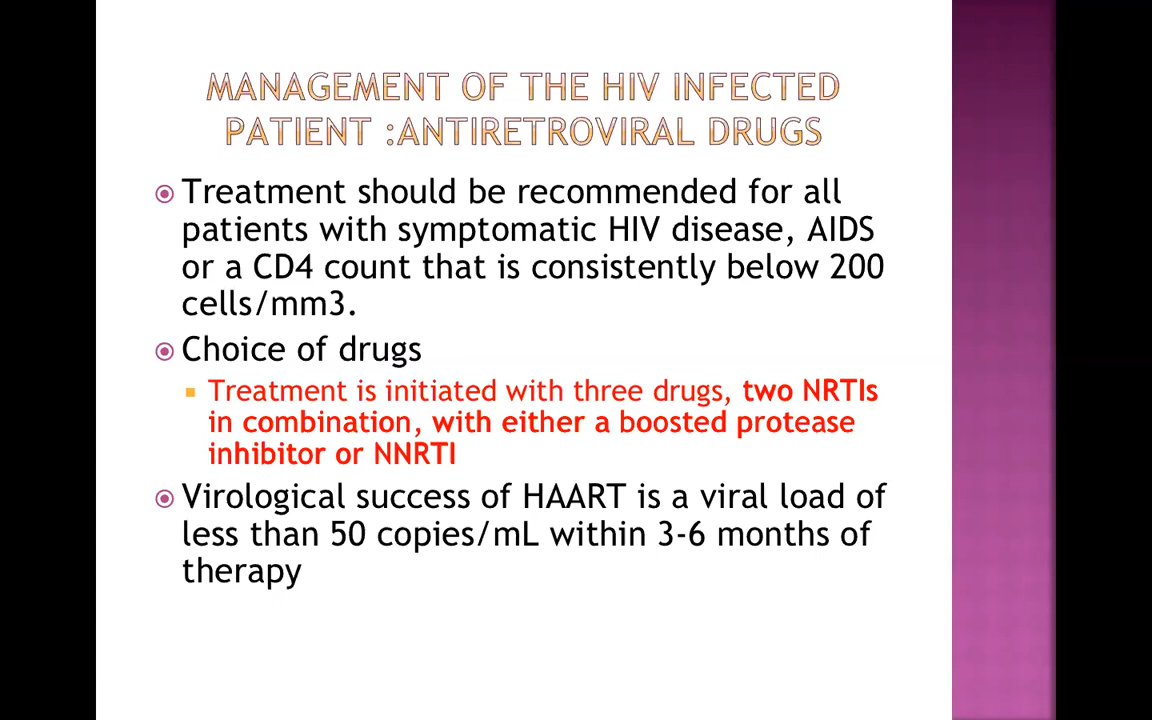 MANAGEMENT OF THE HIV INFECTED
PATIENT :ANTIRETROVIRAL DRUGS
Treatment should be recommended for all
patients with symptomatic HIV disease, AIDS
or a CD4 count that is consistently below 200
cells/mm3.
Choice of drugs
Treatment is initiated with three drugs, two NRTIs
in combination, with either a boosted protease
inhibitor or NNRTI
Virological success of HAART is a viral load of
less than 50 copies/mL within 3-6 months of
therapy